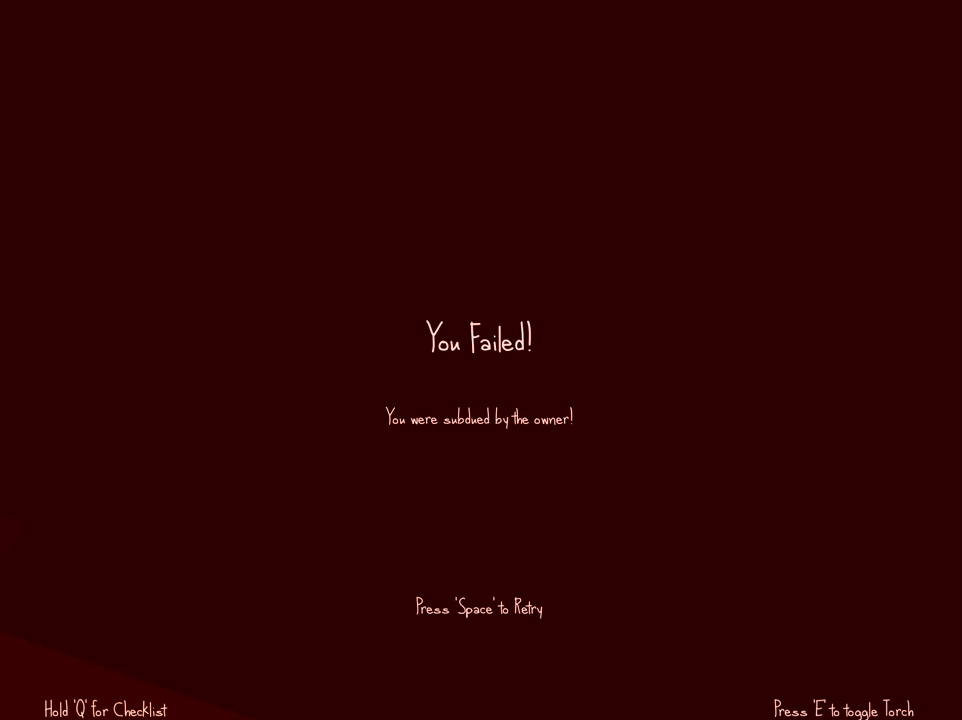 You Failed!
You were subdued by the owner!
Press 'Space' to Retry
Hold 'Q' for Checklist
Press 'E' to toggle Torch